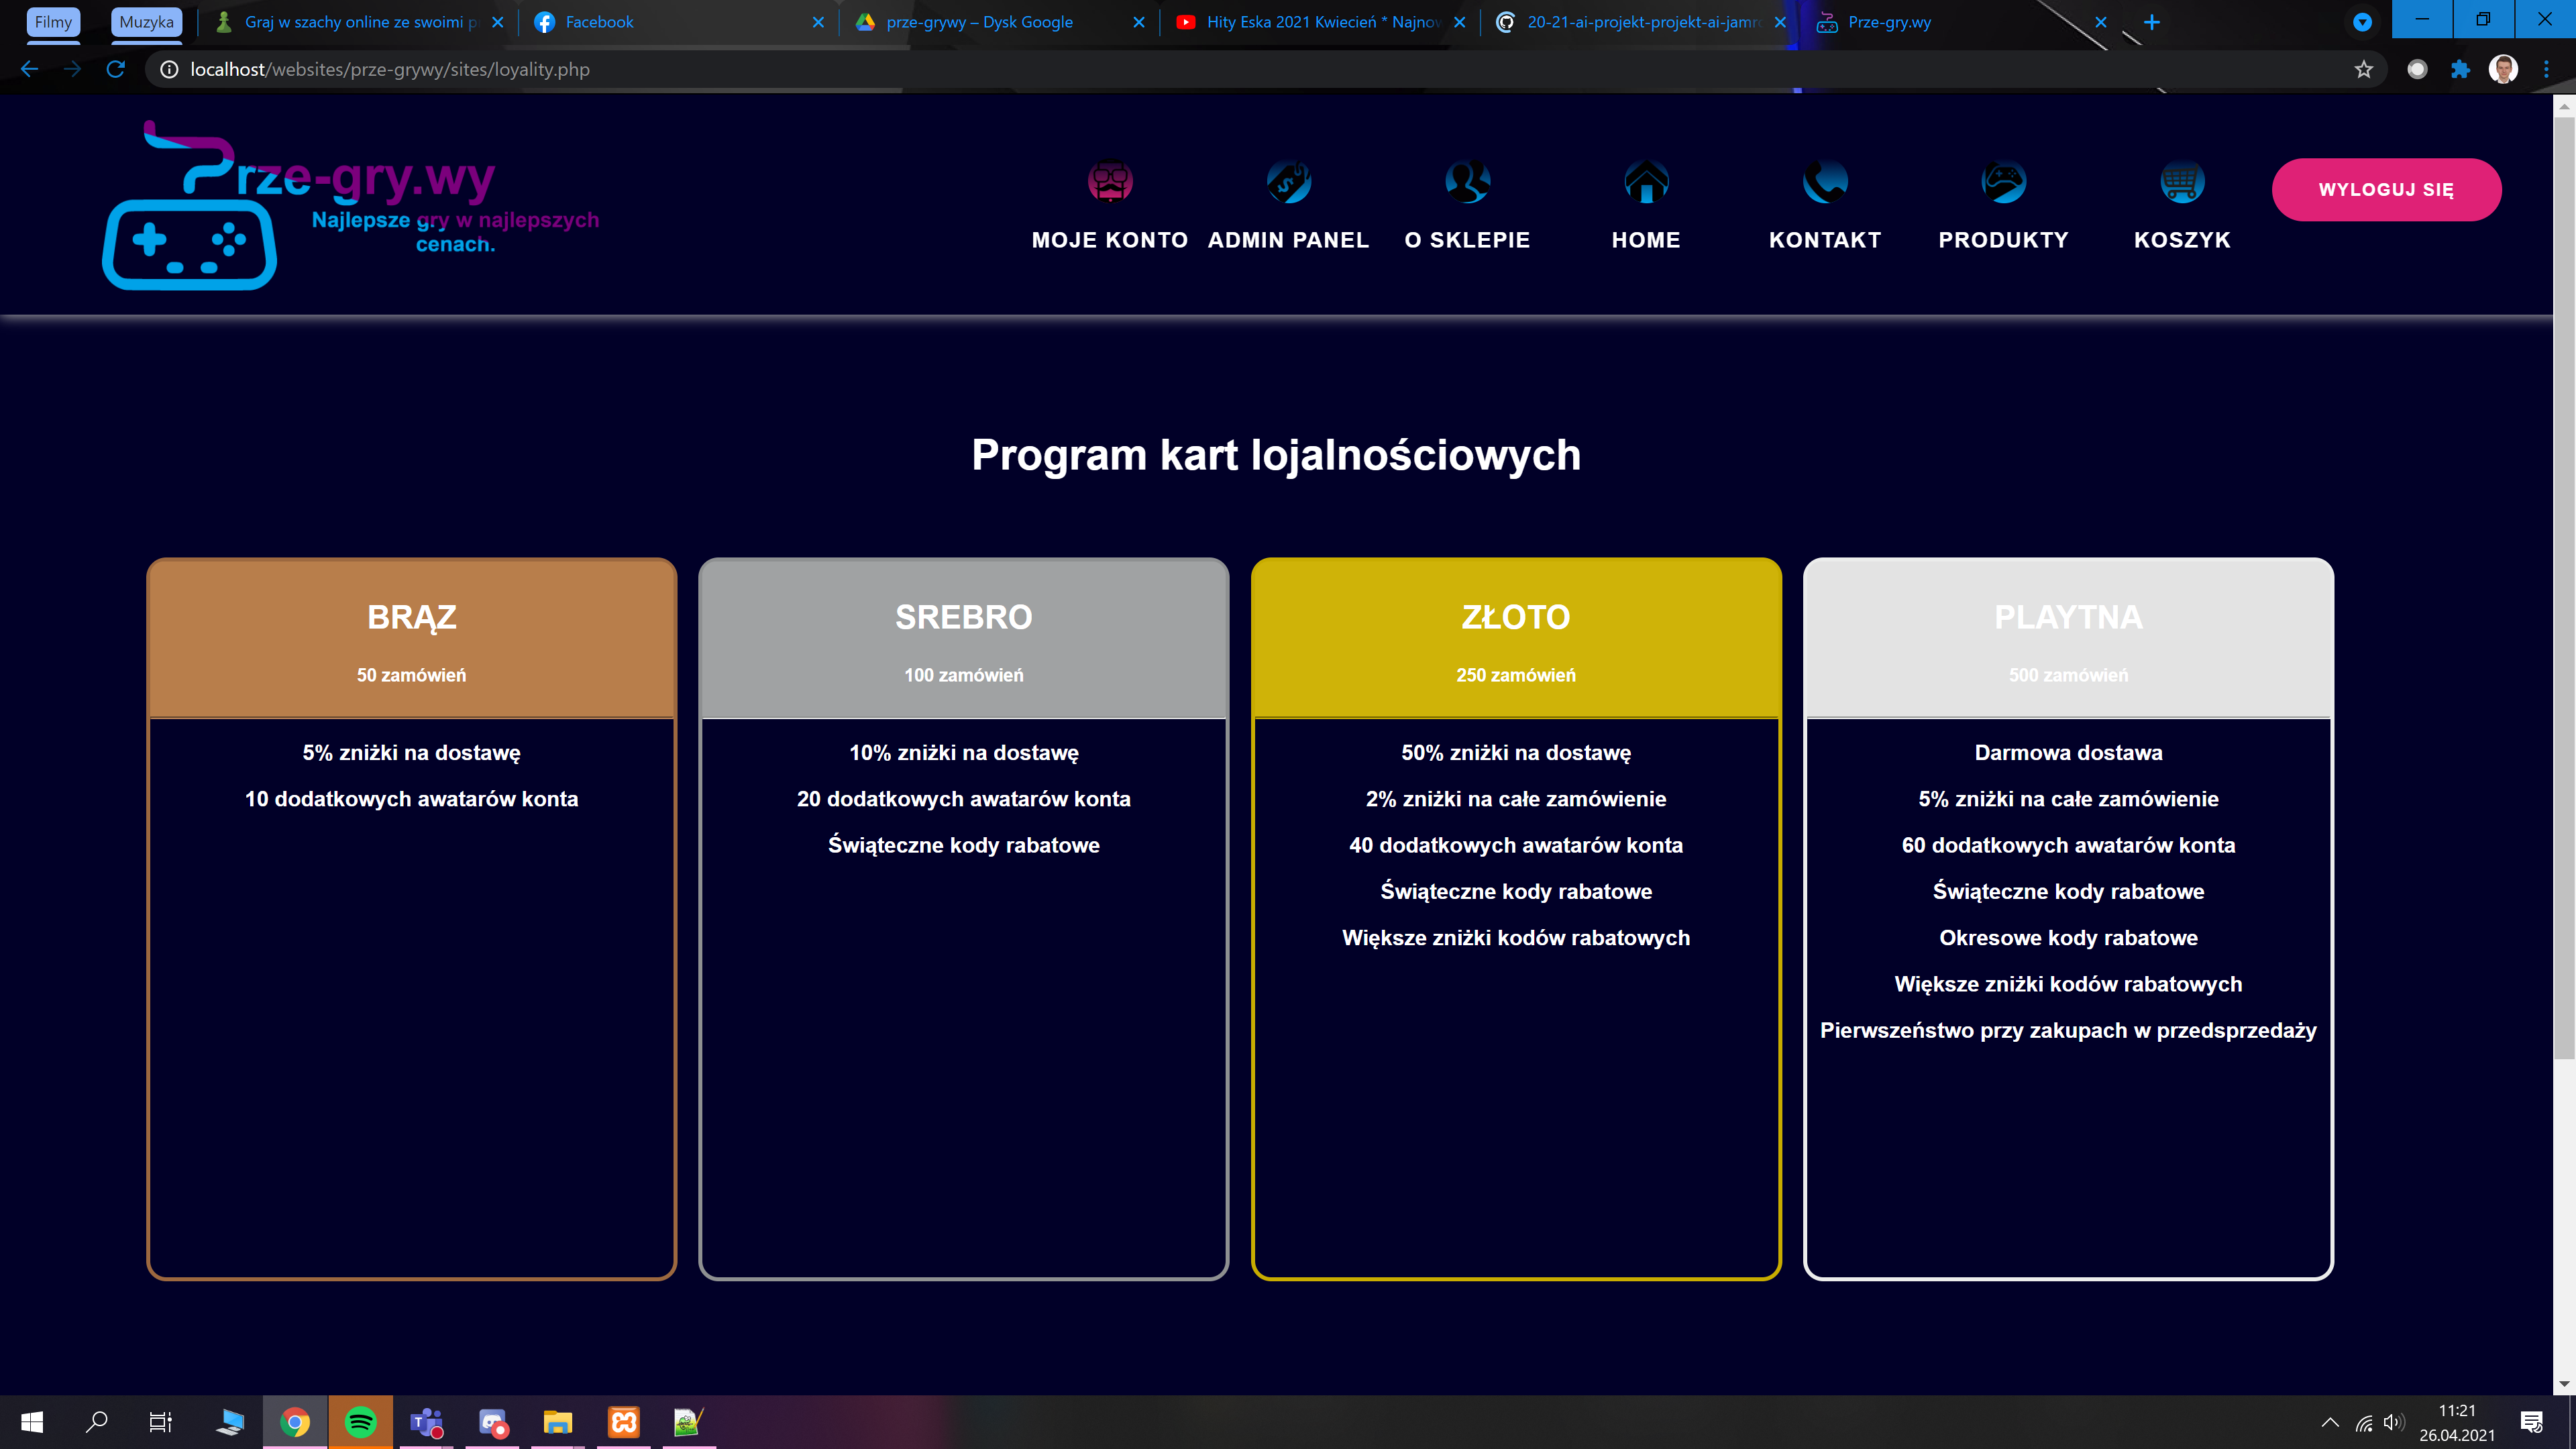 Filmy
Muzyka
Graj w szachy online ze swoimi p
Facebook
prze-grywy – Dysk Google
Hity Eska 2021 Kwiecień * Najnow
20-21-ai-projekt-projekt-ai-jamro
Prze-gry.wy
localhost/websites/prze-grywy/sites/loyality.php
Prze-gry.wy
Najlepsze gry w najlepszych
cenach.
MOJE KONTO
ADMIN PANEL
O SKLEPIE
HOME
KONTAKT
PRODUKTY
KOSZYK
WYLOGUJ SIĘ
Program kart lojalnościowych
BRĄZ
50 zamówień
5% zniżki na dostawę
10 dodatkowych awatarów konta
SREBRO
100 zamówień
10% zniżki na dostawę
20 dodatkowych awatarów konta
Świąteczne kody rabatowe
ZŁOTO
250 zamówień
50% zniżki na dostawę
2% zniżki na całe zamówienie
40 dodatkowych awatarów konta
Świąteczne kody rabatowe
Większe zniżki kodów rabatowych
PLAYTNA
500 zamówień
Darmowa dostawa
5% zniżki na całe zamówienie
60 dodatkowych awatarów konta
Świąteczne kody rabatowe
Okresowe kody rabatowe
Większe zniżki kodów rabatowych
Pierwszeństwo przy zakupach w przedsprzedaży
11:21
26.04.2021